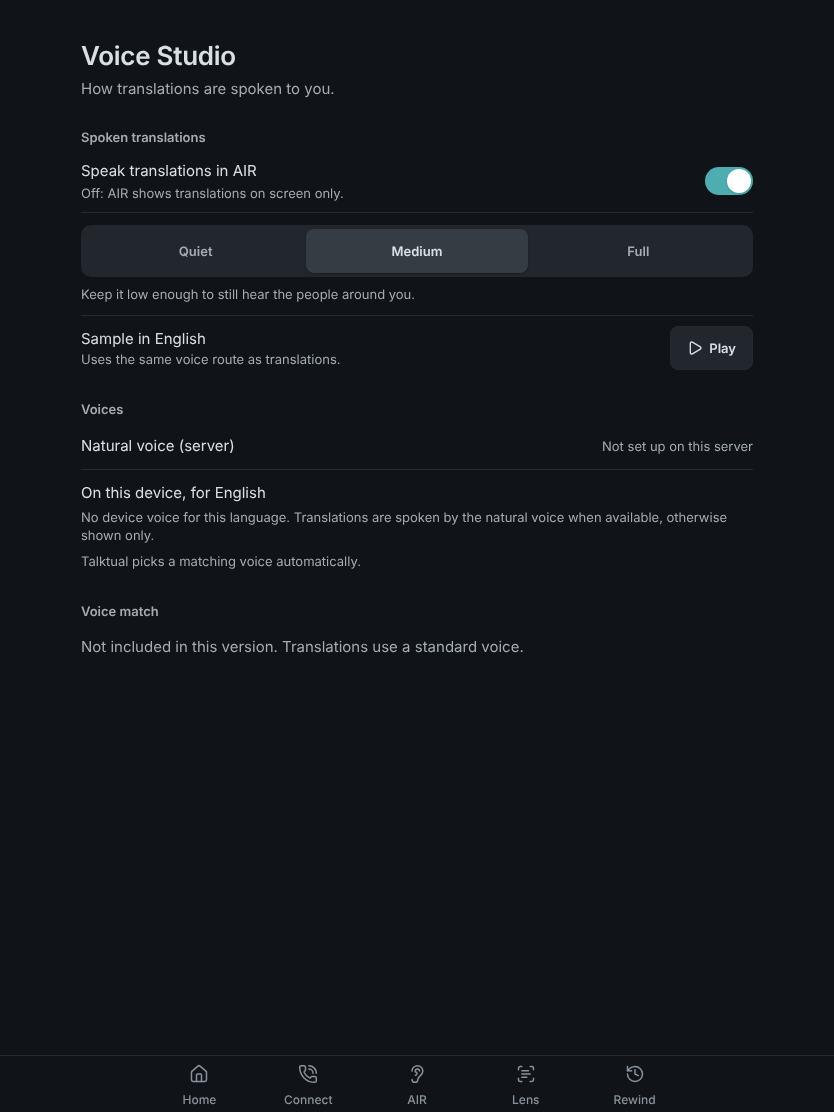 Voice Studio
How translations are spoken to you.
Spoken translations
Speak translations in AIR
Off: AIR shows translations on screen only.
Quiet
Medium
Full
Keep it low enough to still hear the people around you.
Sample in English
Uses the same voice route as translations.
Play
Voices
Natural voice (server)
Not set up on this server
On this device, for English
No device voice for this language. Translations are spoken by the natural voice when available, otherwise
shown only.
Talktual picks a matching voice automatically.
Voice match
Not included in this version. Translations use a standard voice.
Home
Connect
AIR
Lens
Rewind